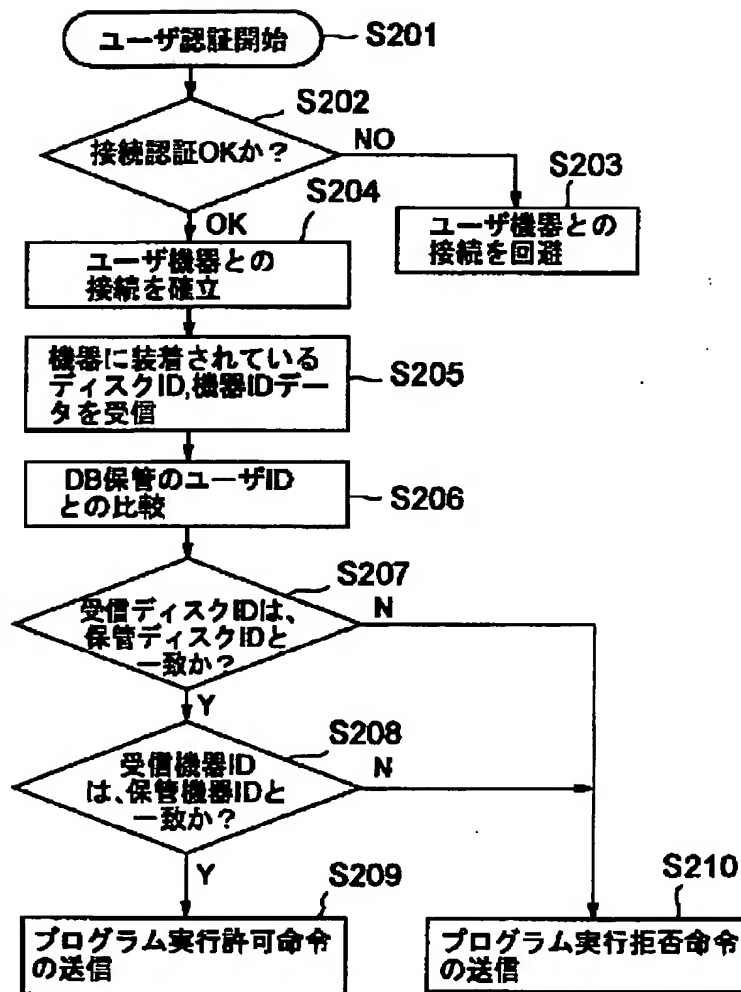 ユーザ認証開始
S201
S202
接続認証OKか?
NO
S203
ユーザ機器との
接続を回避
OK
S204
ユーザ機器との
接続を確立
機器に装着されている
ディスクID,機器IDデー
タを受信
S205
DB保管のユーザID
との比較
S206
S207
受信ディスクIDは、
保管ディスクIDと
一致か?
N
Y
S208
受信機器ID
は、保管機器IDと
一致か?
N
Y
S209
プログラム実行許可命令
の送信
S210
プログラム実行拒否命令
の送信